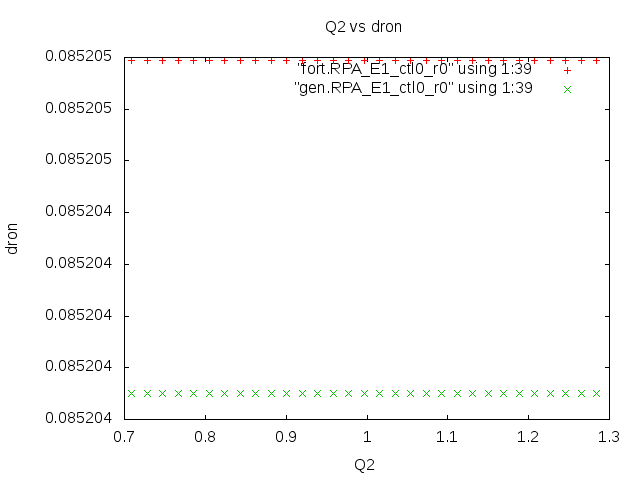 Q2 vs dron
0.085205
"fort.RPA_E1_ctl0_r0" using 1:39
"gen.RPA_E1_ctl0_r0" using 1:39
0.085205
0.085205
0.085204
dron
0.085204
0.085204
0.085204
0.085204
0.7 0.8 0.9 1 1.1 1.2 1.3
Q2